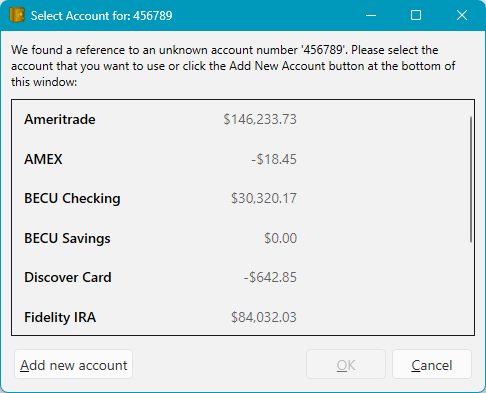 Select Account for: 456789
We found a reference to an unknown account number '456789'. Please select the
account that you want to use or click the Add New Account button at the bottom of
this window:
Ameritrade $146,233.73
AMEX -$18.45
BECU Checking $30,320.17
BECU Savings $0.00
Discover Card -$642.85
Fidelity IRA $84,032.03
Add new account OK Cancel